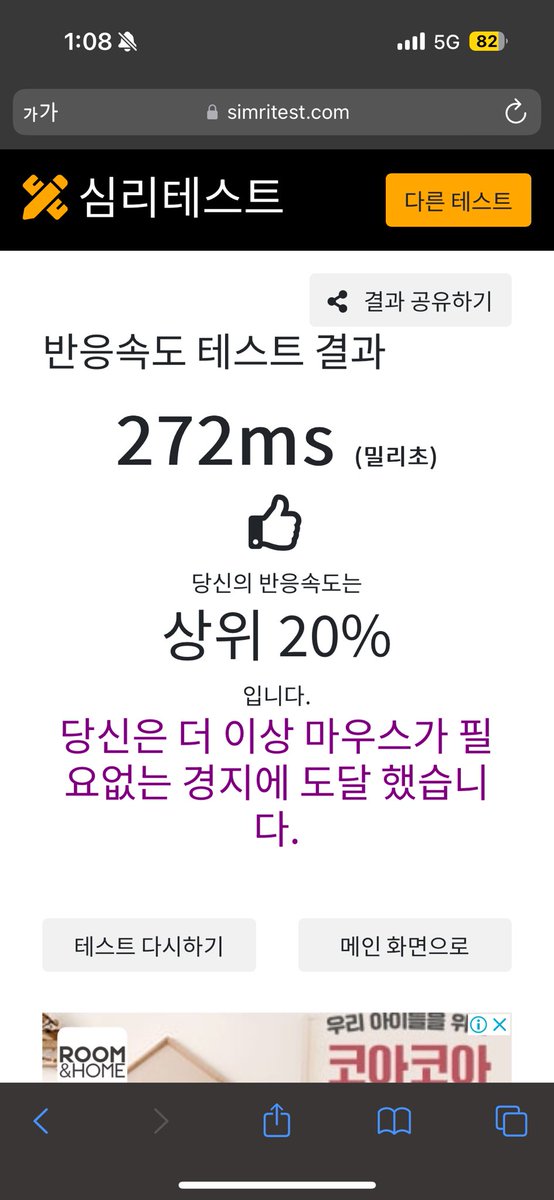 1:08
5G
82
가가
simritest.com
심리테스트
다른 테스트
결과 공유하기
반응속도 테스트 결과
272ms (밀리초)
당신의 반응속도는
상위 20%
입니다.
당신은 더 이상 마우스가 필
요없는 경지에 도달 했습니
다.
테스트 다시하기
메인 화면으로
우리 아이들을 위
ROOM
&HOME
코아코아